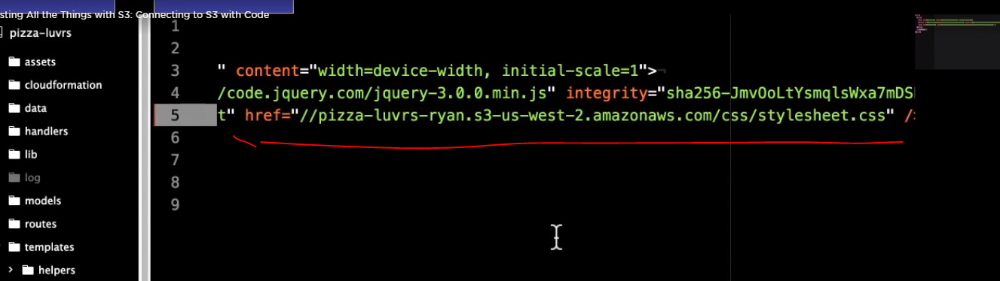 sting All the Things with S3: Connecting to S3 with Code
pizza-luvrs
assets
cloudformation
data
handlers
lib
log
models
routes
templates
> helpers
1
2
3 " content="width=device-width, initial-scale=1">¬
4 /code.jquery.com/jquery-3.0.0.min.js" integrity="sha256-JmvOoLtYsmqlsWxa7mDS
5 t" href="//pizza-luvrs-ryan.s3-us-west-2.amazonaws.com/css/stylesheet.css" />
6
7
8
9